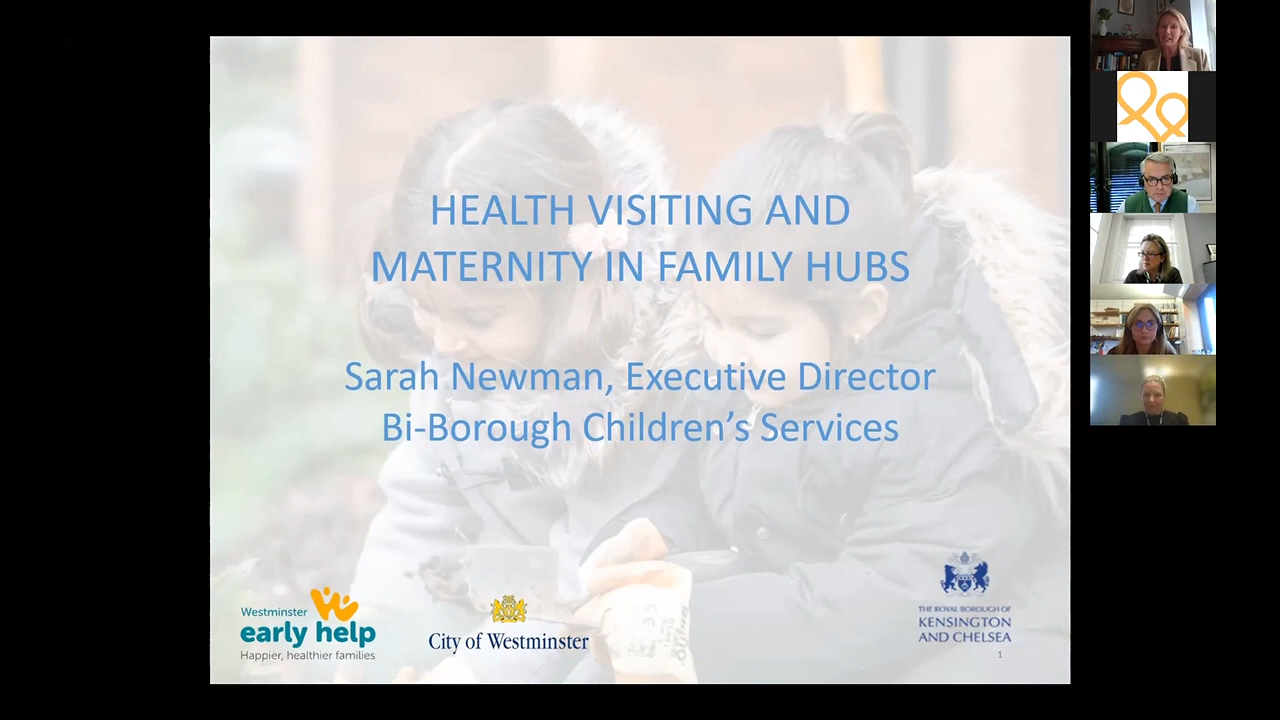 HEALTH VISITING AND
MATERNITY IN FAMILY HUBS
Sarah Newman, Executive Director
Bi-Borough Children's Services
Westminster
early help
Happier, healthier families
City of Westminster
THE ROYAL BOROUGH OF
KENSINGTON
AND CHELSEA
1